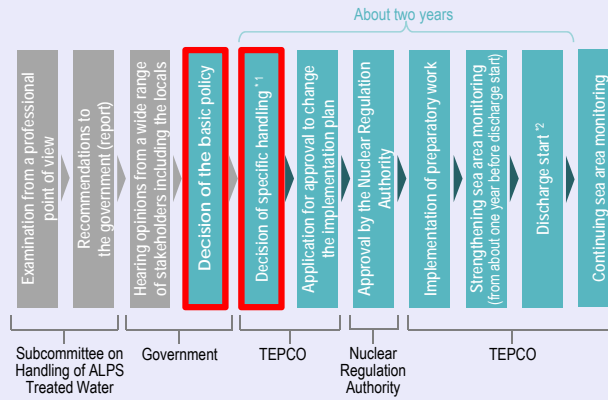 About two years
Examination from a professional
point of view
Recommendations to
the government (report)
Hearing opinions from a wide range
of stakeholders including the locals
Decision of the basic policy
Decision of specific handling *1
Application for approval to change
the implementation plan
Approval by the Nuclear Regulation
Authority
Implementation of preparatory work
Strengthening sea area monitoring
(from about one year before discharge start)
Discharge start *2
Continuing sea area monitoring
Subcommittee on
Handling of ALPS
Treated Water
Government
TEPCO
Nuclear
Regulation
Authority
TEPCO